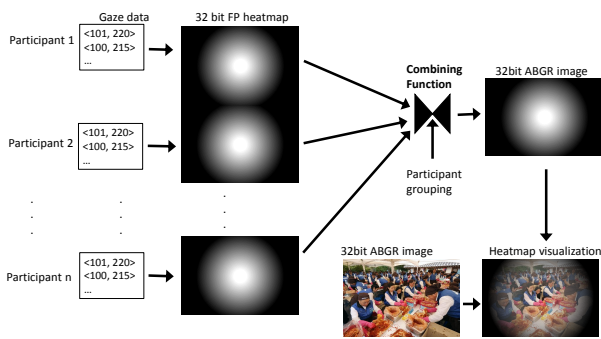 Gaze data
32 bit FP heatmap
Participant 1
<101, 220>
<100, 215>
...
Combining
Function
32bit ABGR image
Participant 2
<101, 220>
<100, 215>
...
Participant
grouping
32bit ABGR image
Heatmap visualization
Participant n
<101, 220>
<100, 215>
...